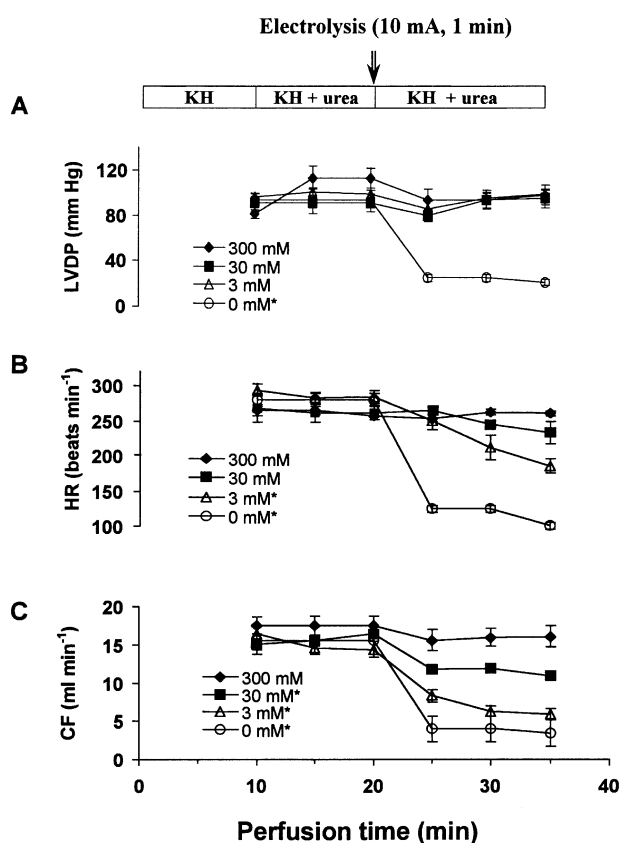 Electrolysis (10 mA, 1 min)
KH KH + urea KH + urea
A
LVDP (mm Hg)
120
80
40
0
300 mM
30 mM
3 mM
0 mM*
B
HR (beats min⁻¹)
300
250
200
150
100
300 mM
30 mM
3 mM*
0 mM*
C
CF (ml min⁻¹)
20
15
10
5
0
300 mM
30 mM*
3 mM*
0 mM*
0 10 20 30 40
Perfusion time (min)